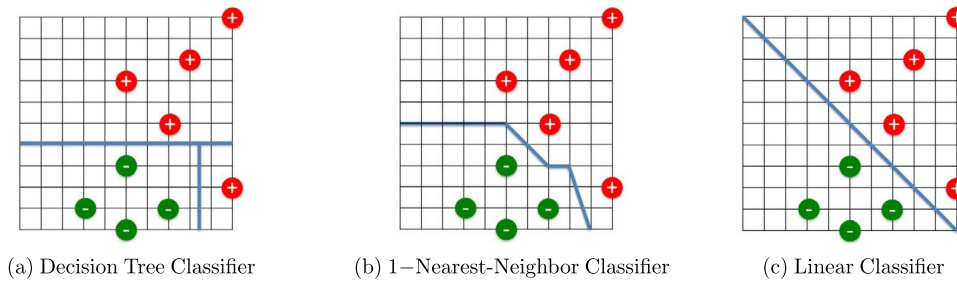 + + +
+ + +
+ + +
+ + +
- - -
+ + +
- - - - - -
- - -
(a) Decision Tree Classifier (b) 1−Nearest-Neighbor Classifier (c) Linear Classifier